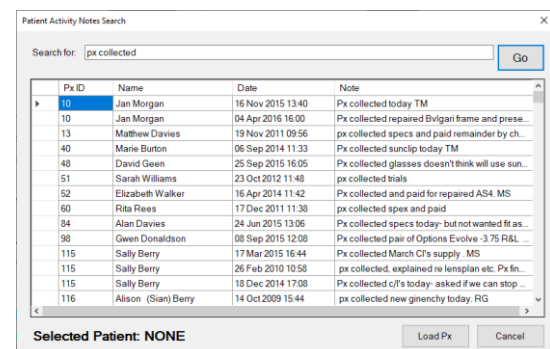 Patient Activity Notes Search
Search for: px collected Go
Px ID Name Date Note
10 Jan Morgan 16 Nov 2015 13:40 Px collected today TM
10 Jan Morgan 04 Apr 2016 16:00 Px collected repaired Bvlgari frame and prese...
13 Matthew Davies 19 Nov 2011 09:56 px collected specs and paid remainder by ch...
40 Marie Burton 06 Sep 2014 11:33 Px collected sunclip today TM
48 David Geen 25 Sep 2015 16:05 Px collected glasses doesn't think will use sun...
51 Sarah Williams 23 Oct 2012 11:48 px collected trials
52 Elizabeth Walker 16 Apr 2014 11:42 Px collected and paid for repaired AS4. MS
60 Rita Rees 17 Dec 2011 11:38 px collected spex and paid
84 Alan Davies 24 Jun 2015 13:06 Px collected specs today- but not wanted fit as...
98 Gwen Donaldson 08 Sep 2015 12:08 Px collected pair of Options Evolve -3.75 R&L ...
115 Sally Berry 17 Mar 2015 16:44 Px collected March Cl's supply . MS
115 Sally Berry 26 Feb 2010 10:58 px collected, explained re lensplan etc. Px fin...
115 Sally Berry 18 Dec 2014 17:08 Px collected c/l's today- asked if we can stop ...
116 Alison (Sian) Berry 14 Oct 2009 15:44 px collected new ginenchy today. RG
Selected Patient: NONE Load Px Cancel